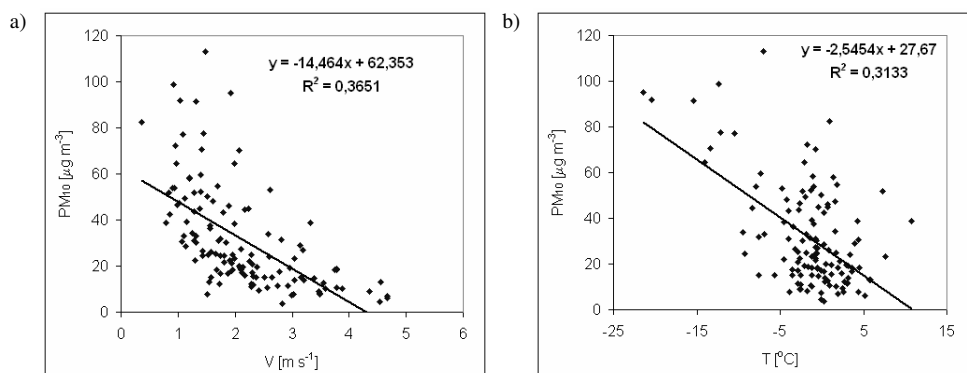 a)
120
100
80
60
40
20
0
PM10 [μg m-3]
y = -14,464x + 62,353
R2 = 0,3651
0 1 2 3 4 5 6
V [m s-1]
b)
120
100
80
60
40
20
0
PM10 [μg m-3]
y = -2,5454x + 27,67
R2 = 0,3133
-25 -15 -5 5 15
T [ºC]